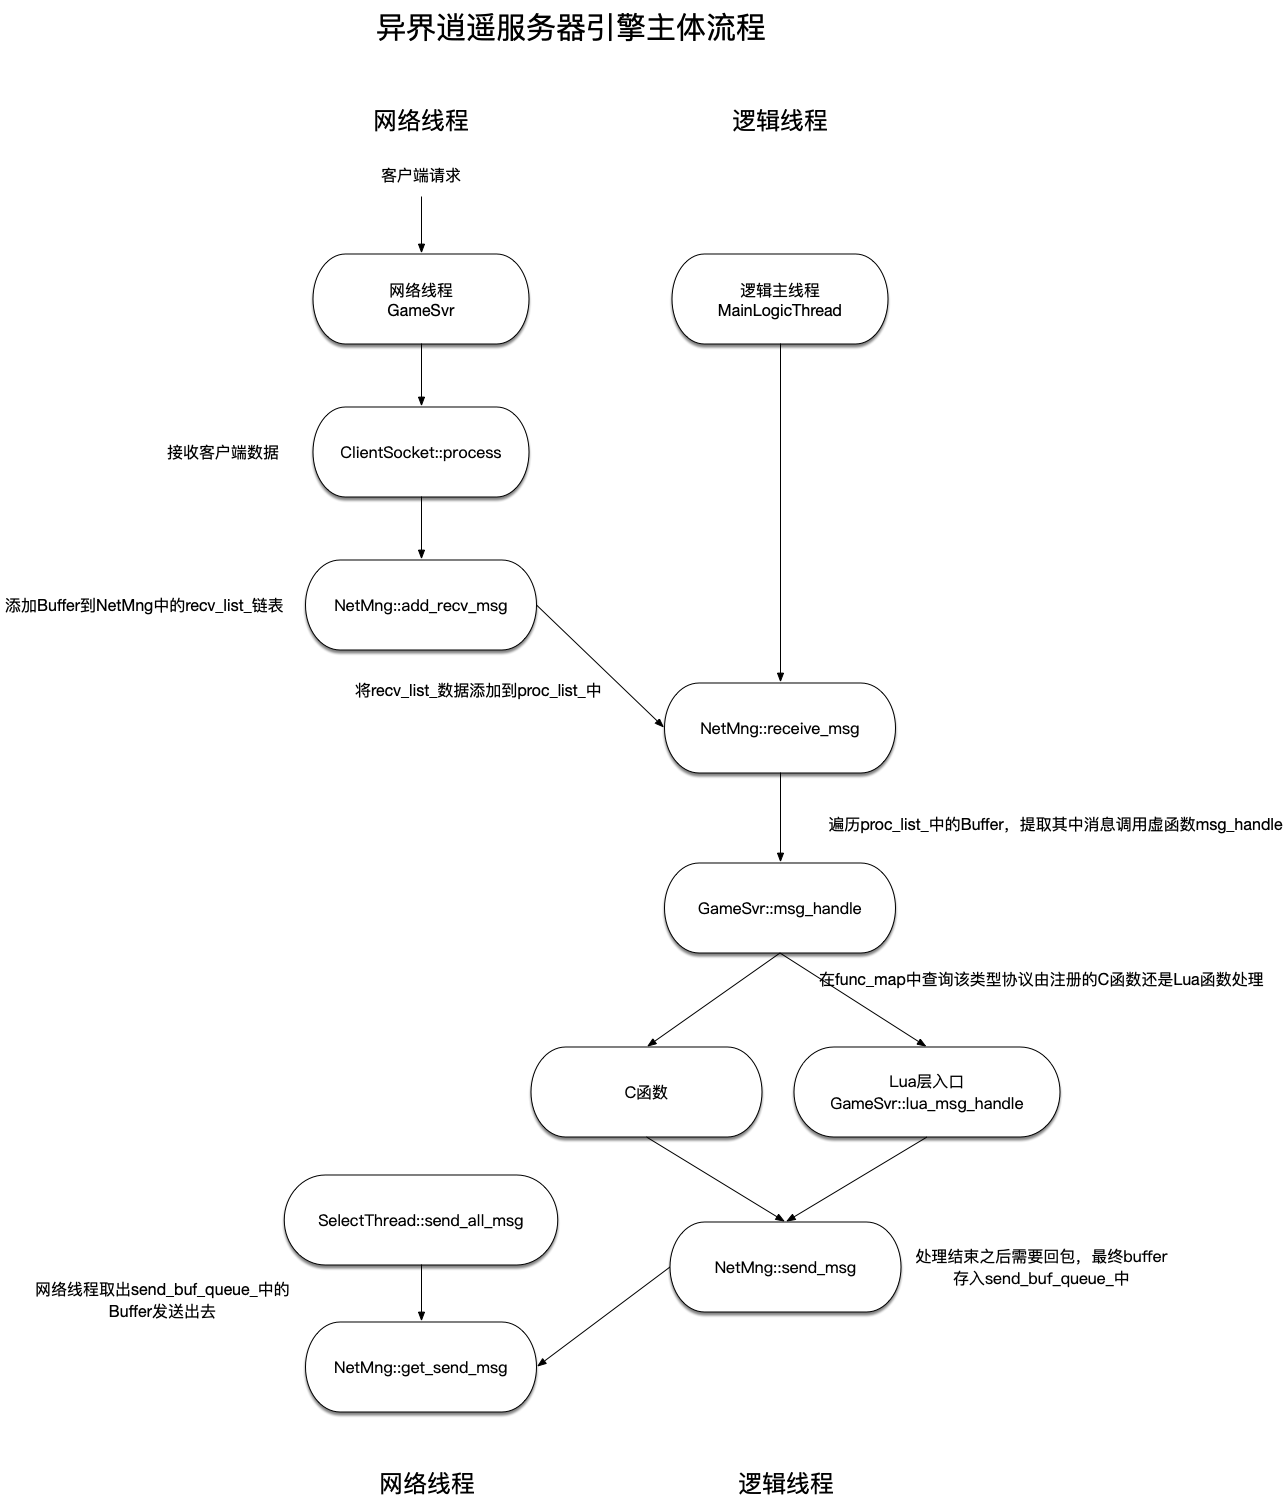 异界逍遥服务器引擎主体流程
网络线程
逻辑线程
客户端请求
网络线程
GameSvr
逻辑主线程
MainLogicThread
接收客户端数据
ClientSocket::process
添加Buffer到NetMng中的recv_list_链表
NetMng::add_recv_msg
将recv_list_数据添加到proc_list_中
NetMng::receive_msg
遍历proc_list_中的Buffer，提取其中消息调用虚函数msg_handle
GameSvr::msg_handle
在func_map中查询该类型协议由注册的C函数还是Lua函数处理
C函数
Lua层入口
GameSvr::lua_msg_handle
SelectThread::send_all_msg
NetMng::send_msg
处理结束之后需要回包，最终buffer
存入send_buf_queue_中
网络线程取出send_buf_queue_中的
Buffer发送出去
NetMng::get_send_msg
网络线程
逻辑线程